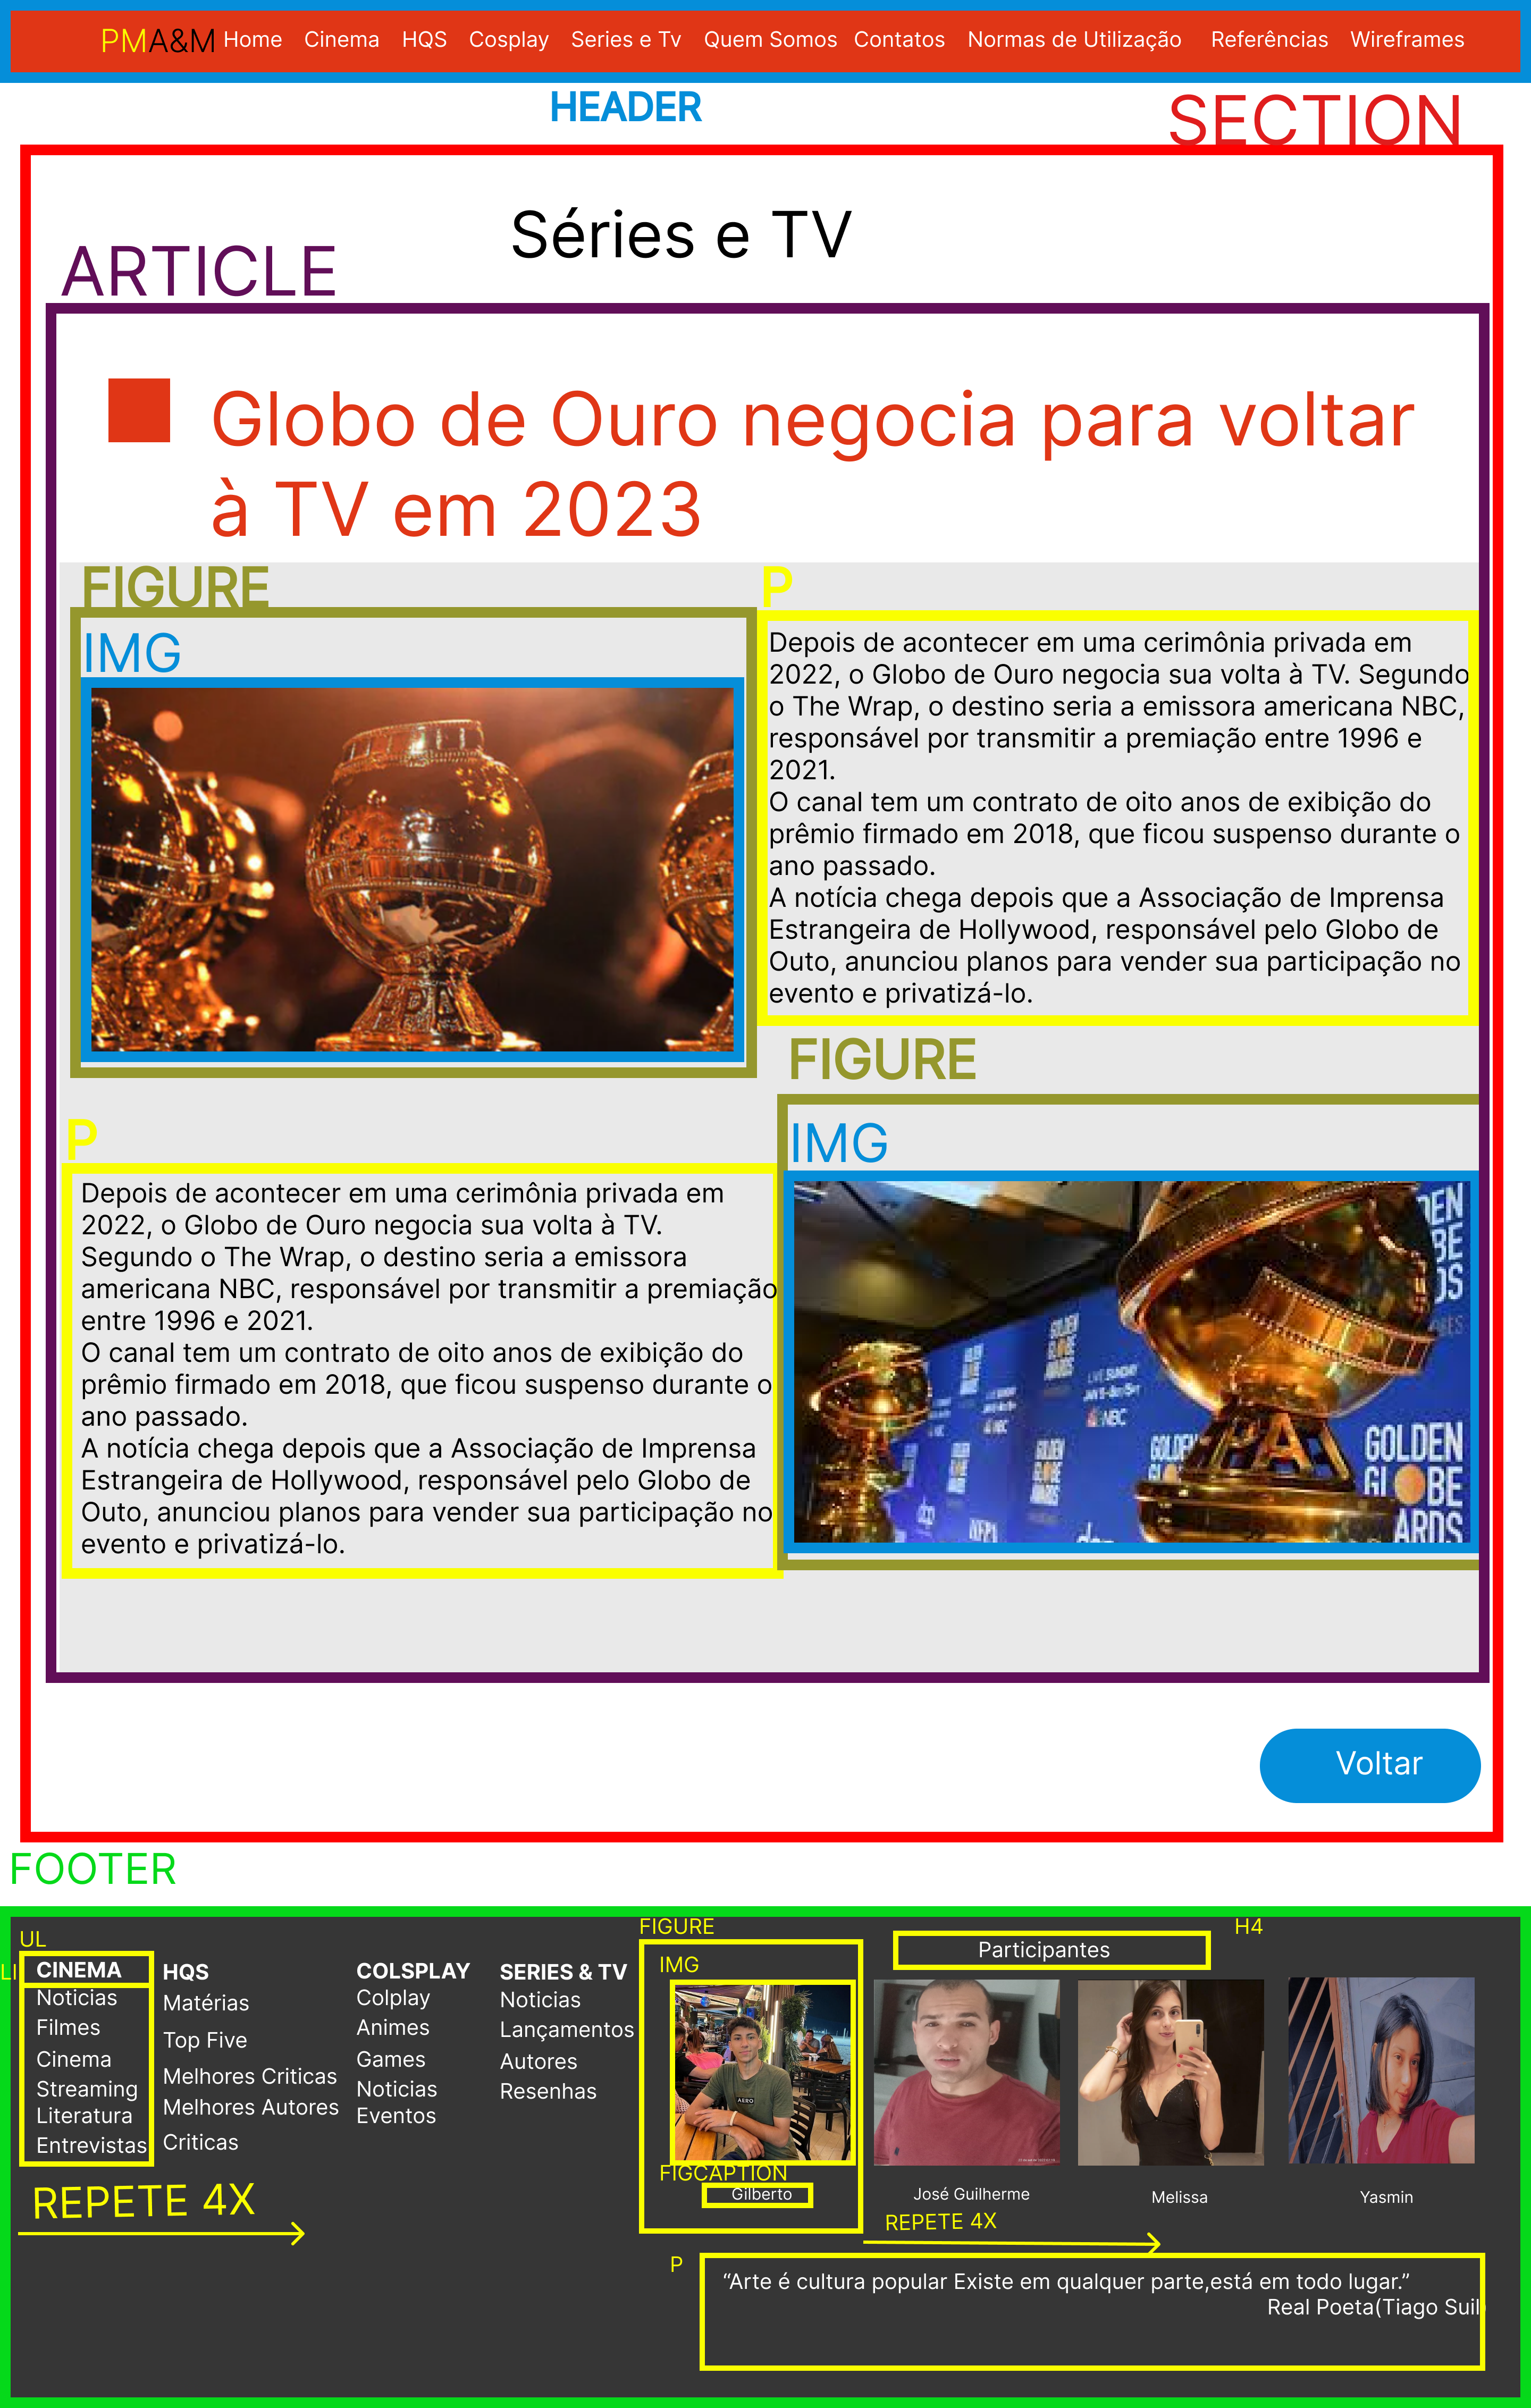 PMA&M Home Cinema HQS Cosplay Series e Tv Quem Somos Contatos Normas de Utilização Referências Wireframes
HEADER
SECTION
Séries e TV
ARTICLE
Globo de Ouro negocia para voltar
à TV em 2023
FIGURE
IMG
P
Depois de acontecer em uma cerimônia privada em
2022, o Globo de Ouro negocia sua volta à TV. Segundo
o The Wrap, o destino seria a emissora americana NBC,
responsável por transmitir a premiação entre 1996 e
2021.
O canal tem um contrato de oito anos de exibição do
prêmio firmado em 2018, que ficou suspenso durante o
ano passado.
A notícia chega depois que a Associação de Imprensa
Estrangeira de Hollywood, responsável pelo Globo de
Outo, anunciou planos para vender sua participação no
evento e privatizá-lo.
P
Depois de acontecer em uma cerimônia privada em
2022, o Globo de Ouro negocia sua volta à TV.
Segundo o The Wrap, o destino seria a emissora
americana NBC, responsável por transmitir a premiação
entre 1996 e 2021.
O canal tem um contrato de oito anos de exibição do
prêmio firmado em 2018, que ficou suspenso durante o
ano passado.
A notícia chega depois que a Associação de Imprensa
Estrangeira de Hollywood, responsável pelo Globo de
Outo, anunciou planos para vender sua participação no
evento e privatizá-lo.
FIGURE
IMG
GOLDEN
GLOBE
LIVE SUNDAY
NBC
GOLDEN
GL BE
ARDS
Voltar
FOOTER
UL
LI
CINEMA
Noticias
Filmes
Cinema
Streaming
Literatura
Entrevistas
HQS
Matérias
Top Five
Melhores Criticas
Melhores Autores
Criticas
COLSPLAY
Colplay
Animes
Games
Noticias
Eventos
SERIES & TV
Noticias
Lançamentos
Autores
Resenhas
REPETE 4X
FIGURE
IMG
AERO
FIGCAPTION
Gilberto
H4
Participantes
José Guilherme
Melissa
Yasmin
REPETE 4X
P
“Arte é cultura popular Existe em qualquer parte,está em todo lugar.”
Real Poeta(Tiago Suil